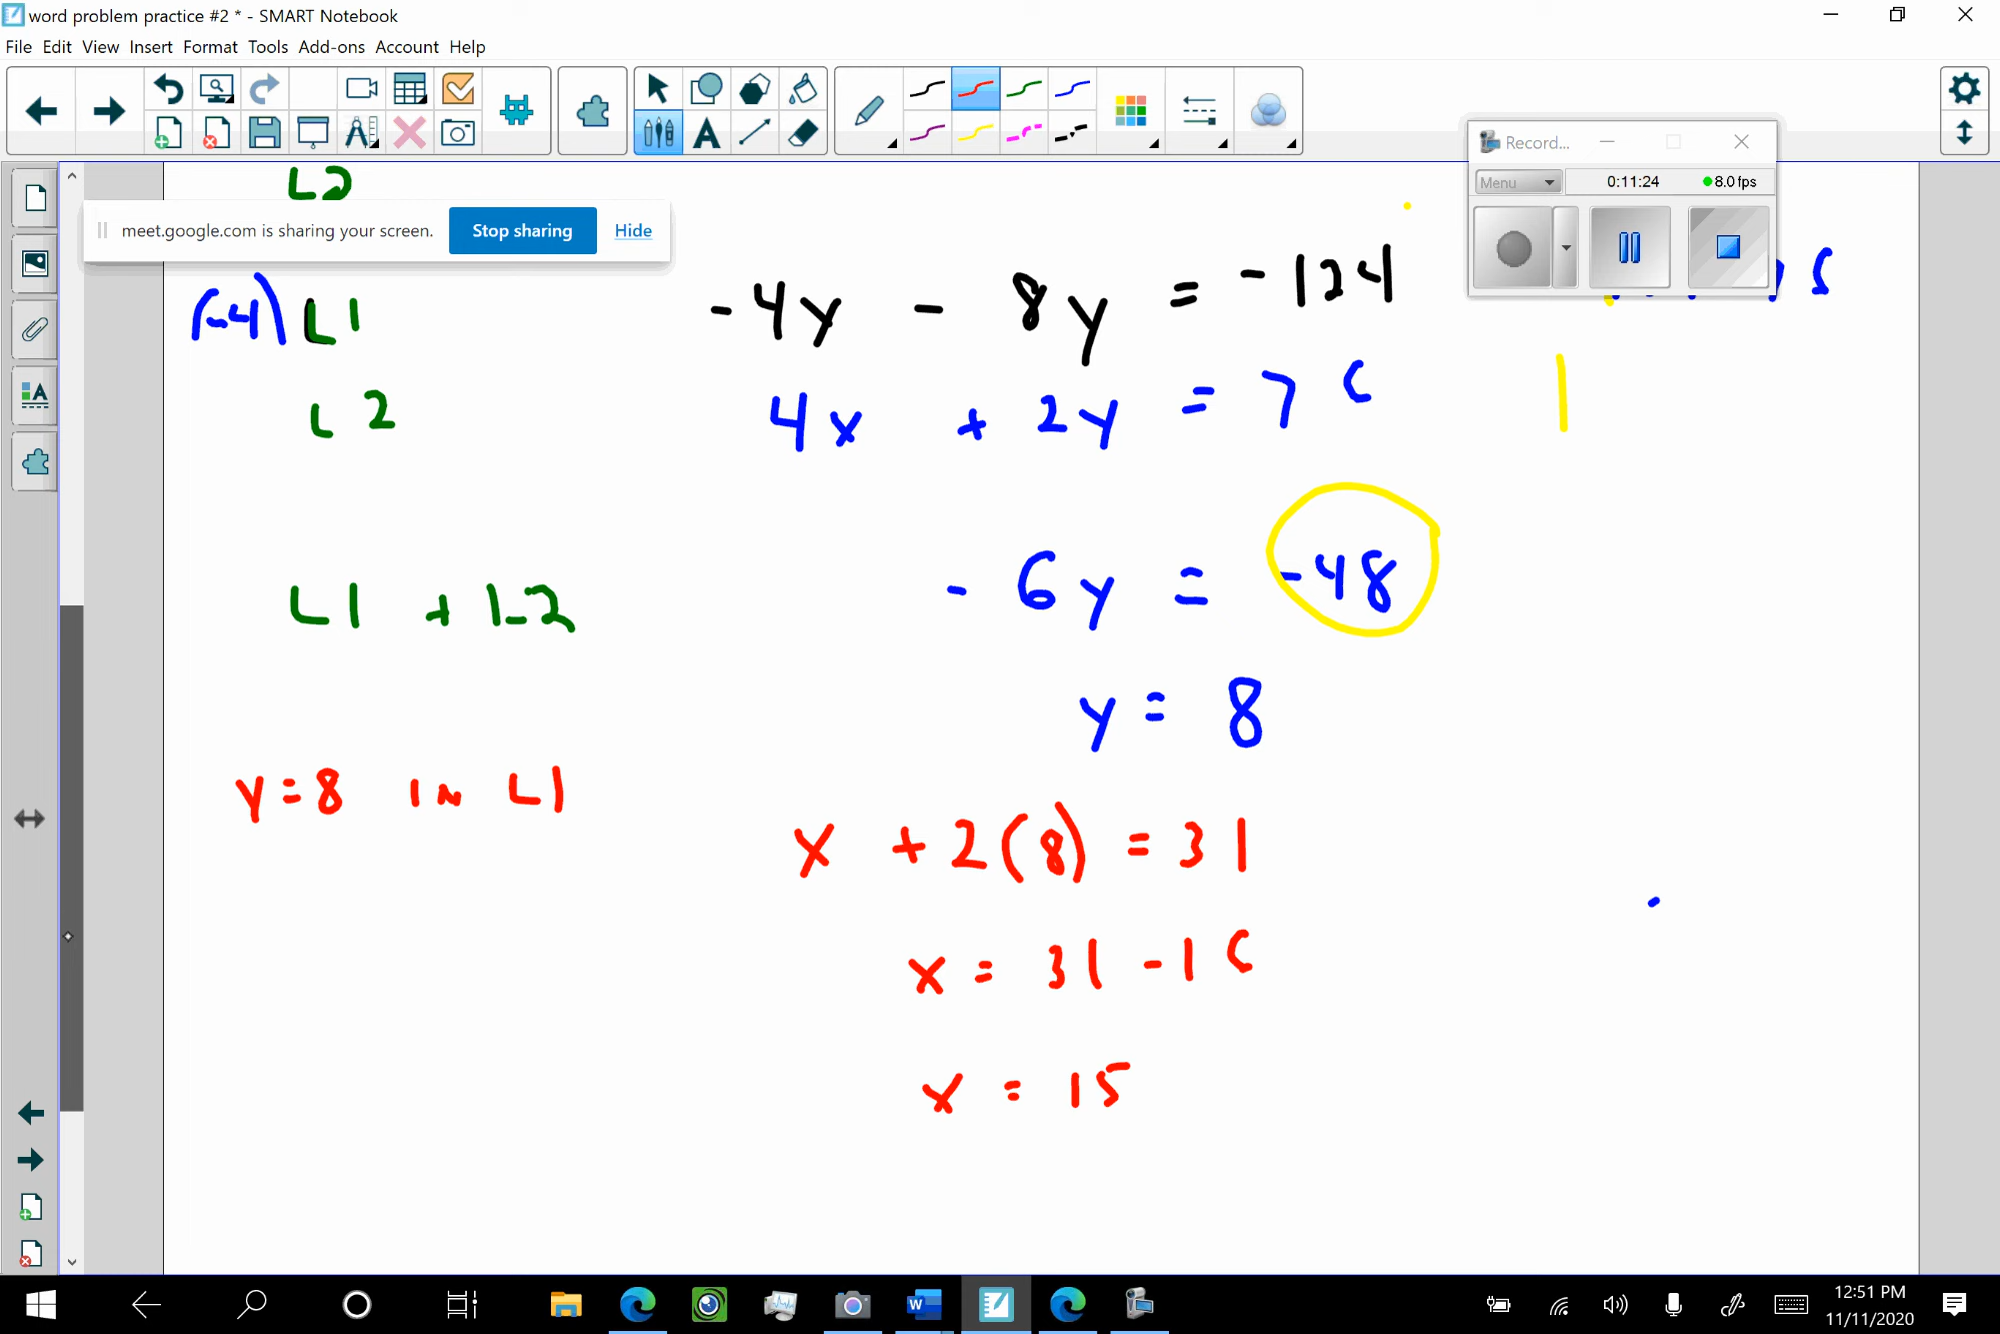 word problem practice #2 * - SMART Notebook
File Edit View Insert Format Tools Add-ons Account Help
Record...
Menu 0:11:24 8.0 fps
L2
meet.google.com is sharing your screen. Stop sharing Hide
(-4) L1 -4y - 8y = -124
L2 4x + 2y = 76
L1 + L2 -6y = -48
y = 8
y=8 in L1
x + 2(8) = 31
x = 31 - 16
x = 15
12:51 PM
11/11/2020